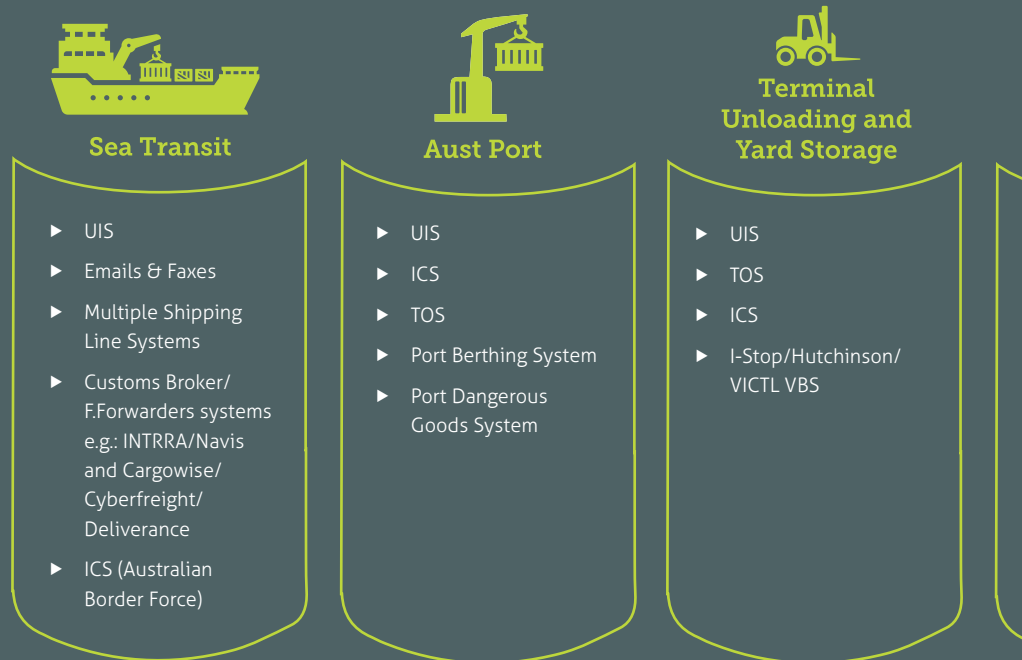 Sea Transit
UIS
Emails & Faxes
Multiple Shipping
Line Systems
Customs Broker/
F.Forwarders systems
e.g.: INTRRA/Navis
and Cargowise/
Cyberfreight/
Deliverance
ICS (Australian
Border Force)
Aust Port
UIS
ICS
TOS
Port Berthing System
Port Dangerous
Goods System
Terminal
Unloading and
Yard Storage
UIS
TOS
ICS
I-Stop/Hutchinson/
VICTL VBS